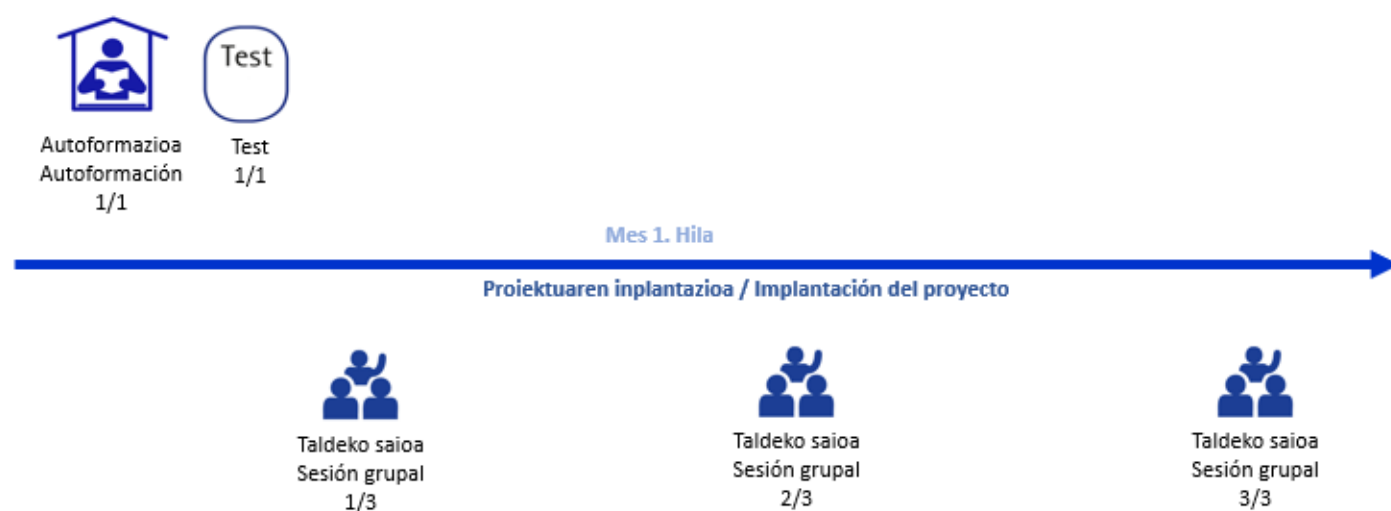 Test
Autoformazioa
Autoformación
1/1
Test
1/1
Mes 1. Hila
Proiektuaren inplantazioa / Implantación del proyecto
Taldeko saioa
Sesión grupal
1/3
Taldeko saioa
Sesión grupal
2/3
Taldeko saioa
Sesión grupal
3/3